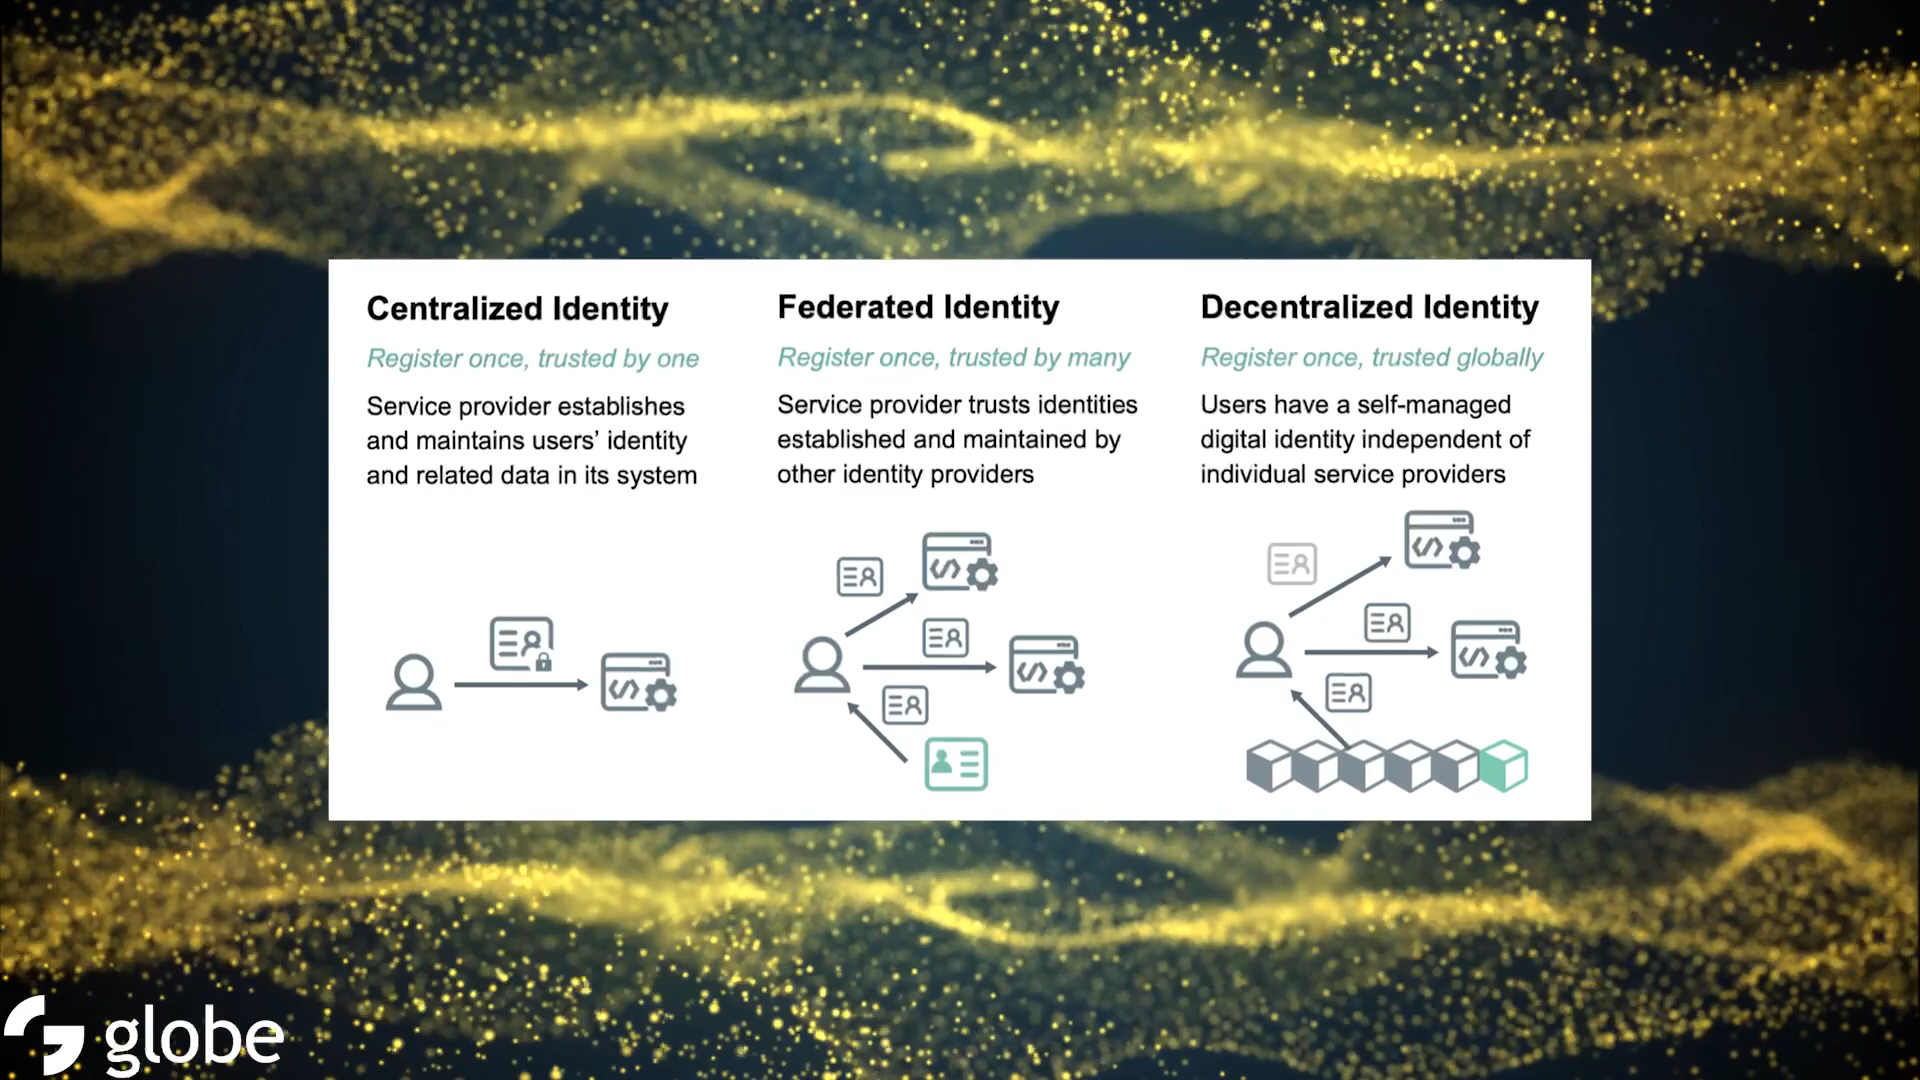 Centralized Identity
Register once, trusted by one
Service provider establishes
and maintains users’ identity
and related data in its system
Federated Identity
Register once, trusted by many
Service provider trusts identities
established and maintained by
other identity providers
Decentralized Identity
Register once, trusted globally
Users have a self-managed
digital identity independent of
individual service providers
globe